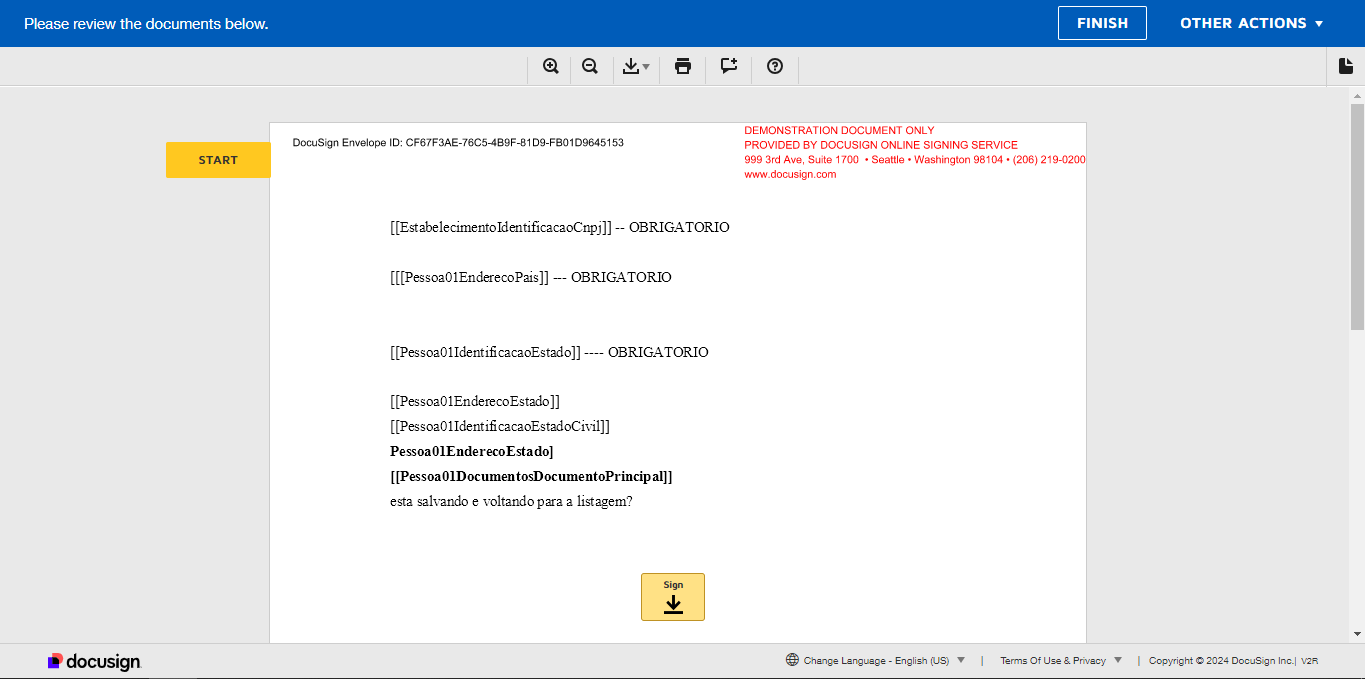 Please review the documents below.
FINISH
OTHER ACTIONS
START
DocuSign Envelope ID: CF67F3AE-76C5-4B9F-81D9-FB01D9645153
DEMONSTRATION DOCUMENT ONLY
PROVIDED BY DOCUSIGN ONLINE SIGNING SERVICE
999 3rd Ave, Suite 1700 • Seattle • Washington 98104 • (206) 219-0200
www.docusign.com
[[EstabelecimentoIdentificacaoCnpj]] -- OBRIGATORIO
[[[Pessoa01EnderecoPais]] --- OBRIGATORIO
[[Pessoa01IdentificacaoEstado]] ---- OBRIGATORIO
[[Pessoa01EnderecoEstado]]
[[Pessoa01IdentificacaoEstadoCivil]]
Pessoa01EnderecoEstado]
[[Pessoa01DocumentosDocumentoPrincipal]]
esta salvando e voltando para a listagem?
Sign
docusign
Change Language - English (US) | Terms Of Use & Privacy | Copyright © 2024 DocuSign Inc.| V2R